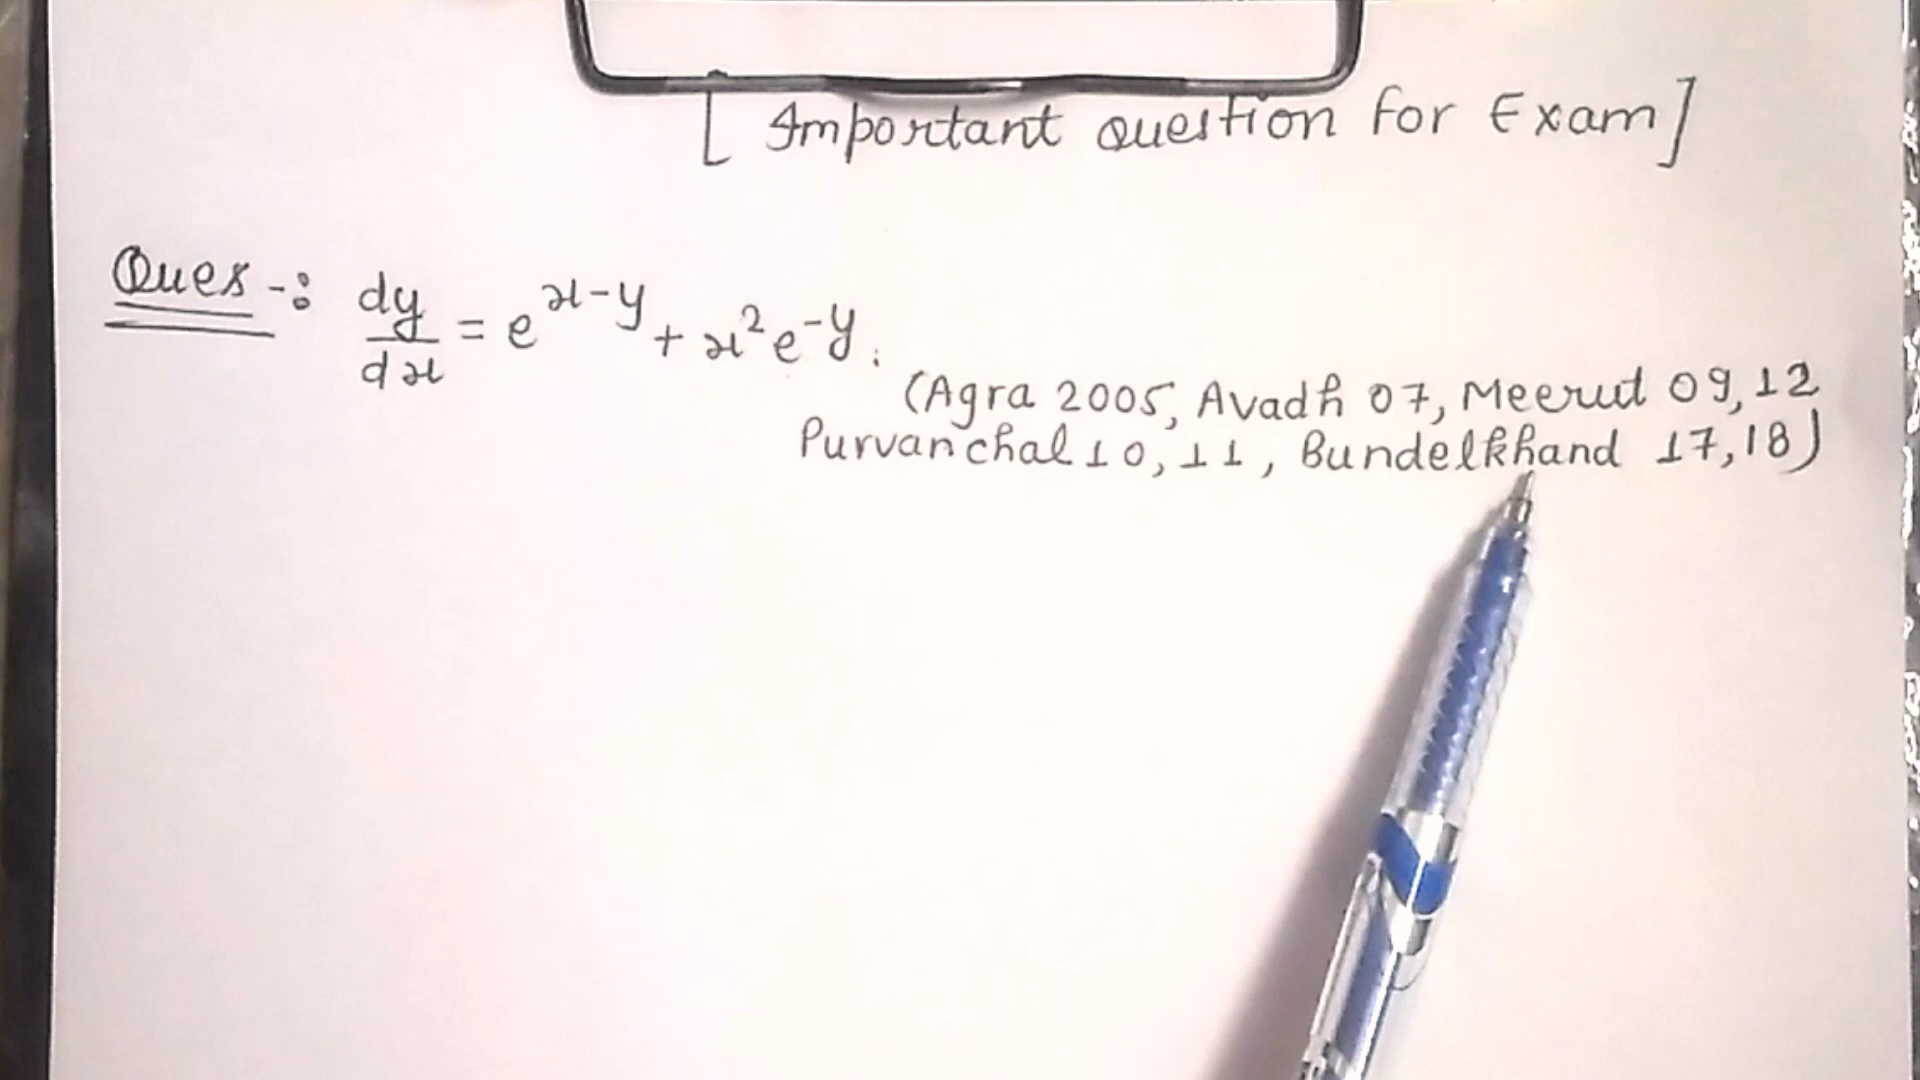 [ Important question for Exam ]
Ques -: dy/dx = e^{x-y} + x^2 e^{-y}.
(Agra 2005, Avadh 07, Meerut 09,12
Purvanchal 10, 11, Bundelkhand 17,18)